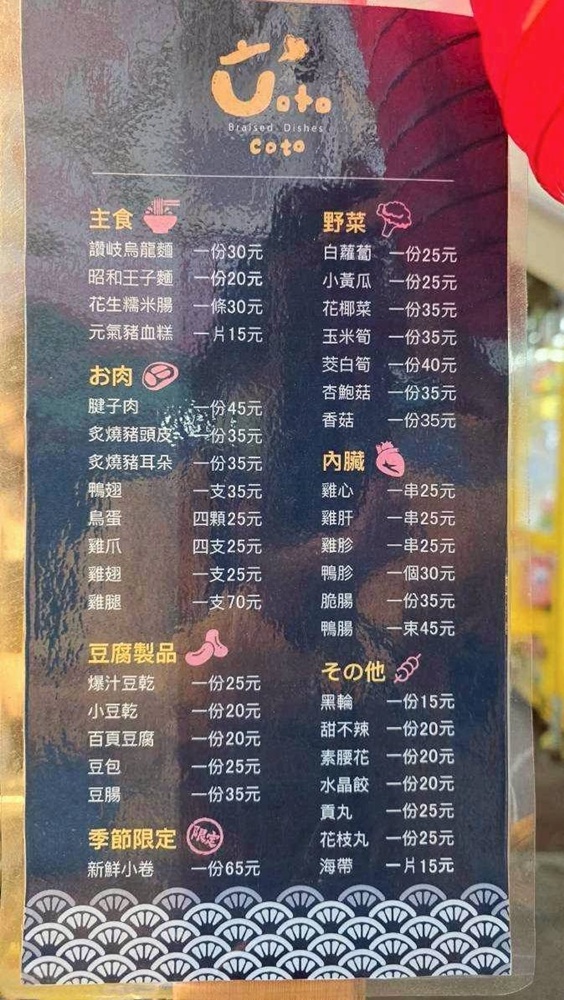 Coto
Braised Dishes
Coto
主食
讚岐烏龍麵 一份30元
昭和王子麵 一份20元
花生糯米腸 一條30元
元氣豬血糕 一片15元
お肉
腱子肉 一份45元
炙燒豬頭皮 一份35元
炙燒豬耳朵 一份35元
鴨翅 一支35元
鳥蛋 四顆25元
雞爪 四支25元
雞翅 一支25元
雞腿 一支70元
豆腐製品
爆汁豆乾 一份25元
小豆乾 一份20元
百頁豆腐 一份20元
豆包 一份25元
豆腸 一份35元
季節限定
限定
新鮮小卷 一份65元
野菜
白蘿蔔 一份25元
小黃瓜 一份25元
花椰菜 一份35元
玉米筍 一份35元
茭白筍 一份40元
杏鮑菇 一份35元
香菇 一份35元
內臟
雞心 一串25元
雞肝 一串25元
雞胗 一串25元
鴨胗 一個30元
脆腸 一份35元
鴨腸 一束45元
その他
黑輪 一份15元
甜不辣 一份20元
素腰花 一份20元
水晶餃 一份20元
貢丸 一份25元
花枝丸 一份25元
海帶 一片15元